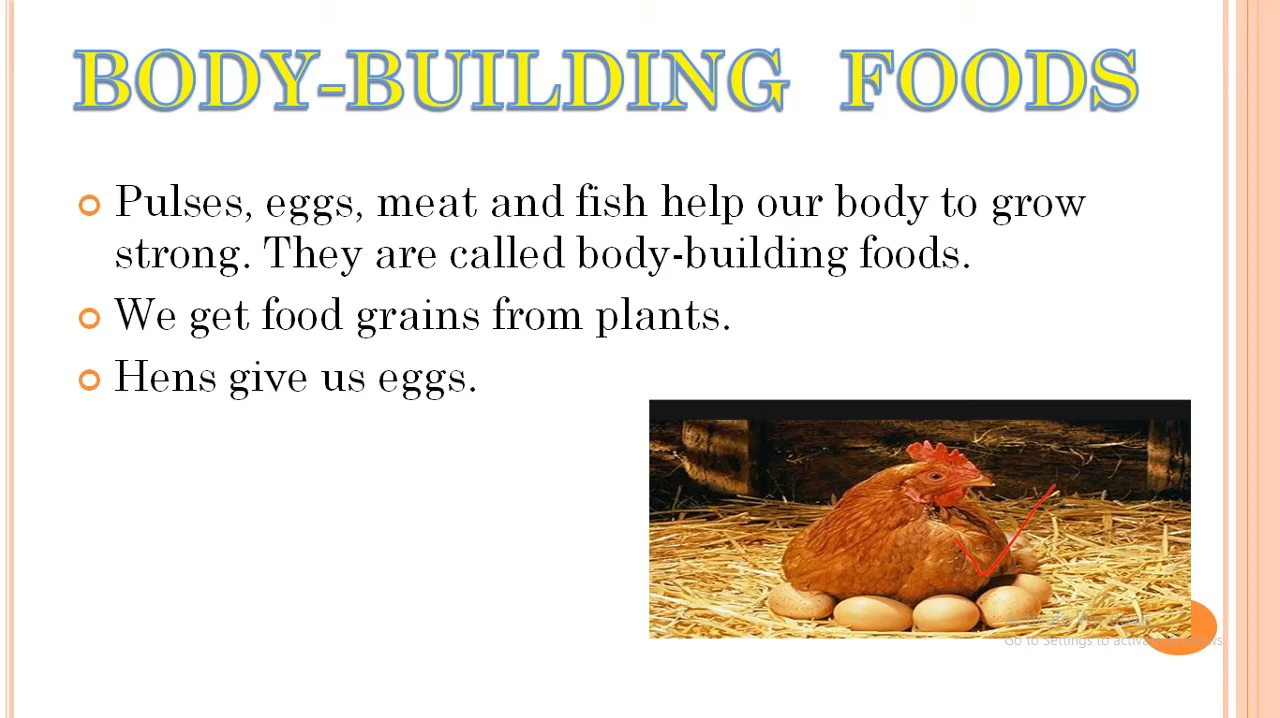 BODY-BUILDING FOODS
Pulses, eggs, meat and fish help our body to grow
strong. They are called body-building foods.
We get food grains from plants.
Hens give us eggs.
Go to Settings to activate